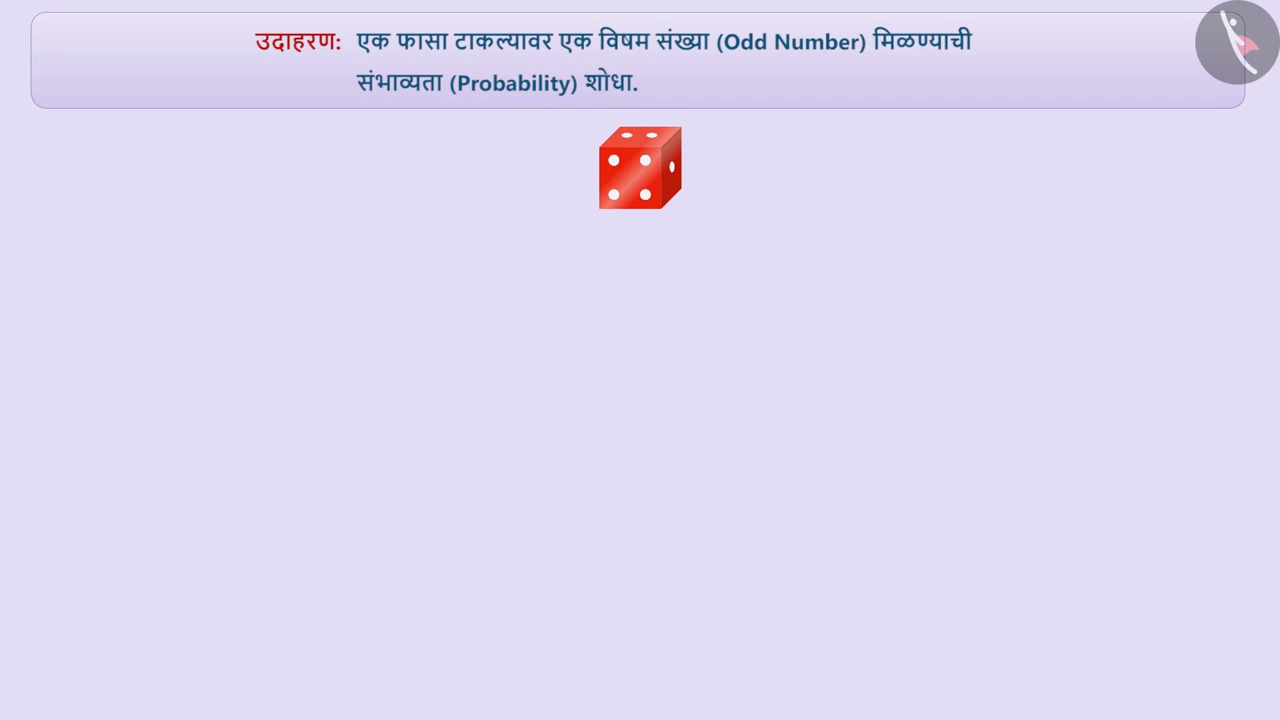 उदाहरण: एक फासा टाकल्यावर एक विषम संख्या (Odd Number) मिळण्याची
संभाव्यता (Probability) शोधा.